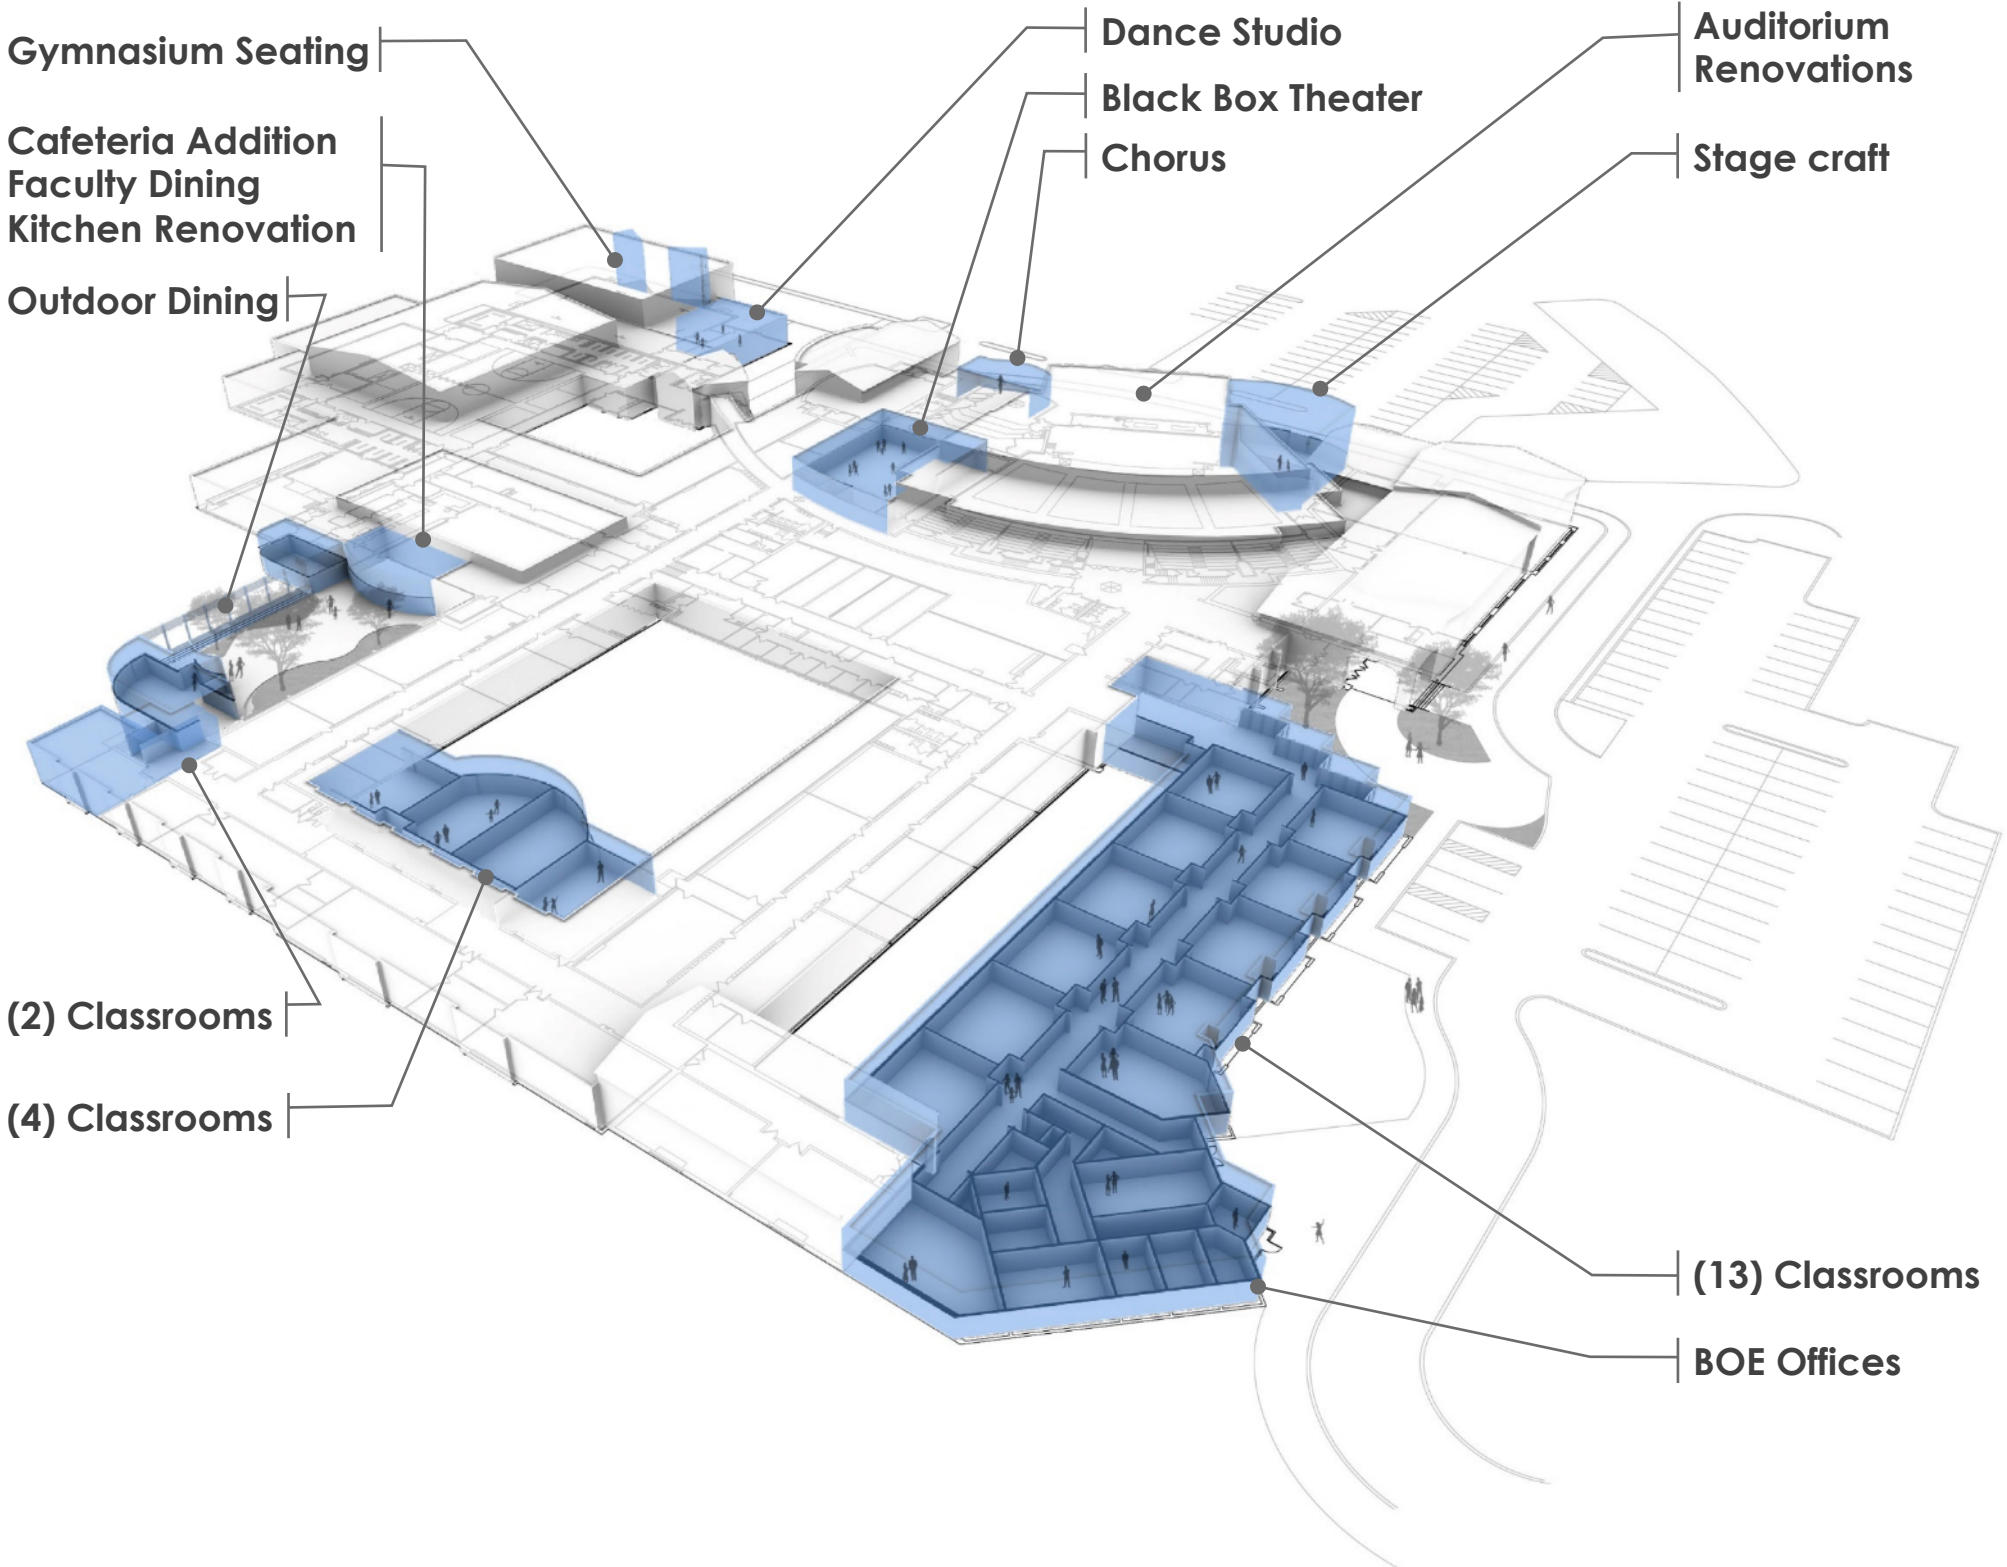 Gymnasium Seating
Cafeteria Addition
Faculty Dining
Kitchen Renovation
Outdoor Dining
Dance Studio
Black Box Theater
Chorus
Auditorium
Renovations
Stage craft
(2) Classrooms
(4) Classrooms
(13) Classrooms
BOE Offices